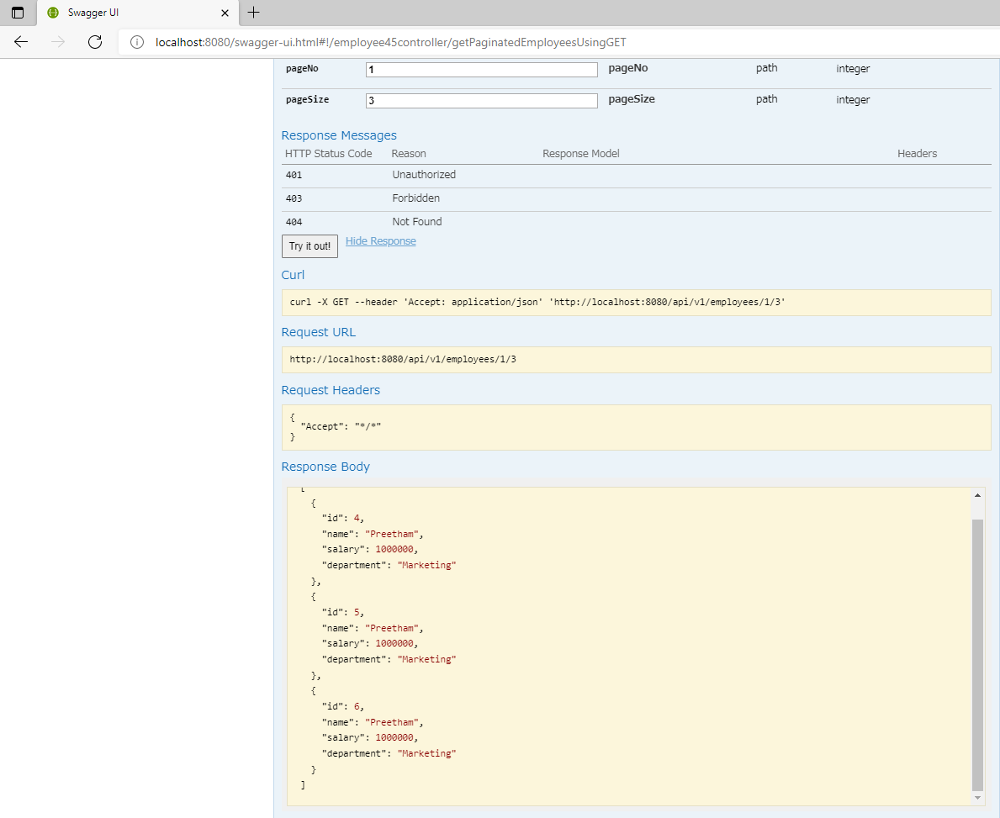 Swagger UI
localhost:8080/swagger-ui.html#!/employee45controller/getPaginatedEmployeesUsingGET
pageNo 1 pageNo path integer
pageSize 3 pageSize path integer
Response Messages
HTTP Status Code Reason Response Model Headers
401 Unauthorized
403 Forbidden
404 Not Found
Try it out! Hide Response
Curl
curl -X GET --header 'Accept: application/json' 'http://localhost:8080/api/v1/employees/1/3'
Request URL
http://localhost:8080/api/v1/employees/1/3
Request Headers
{
"Accept": "*/*"
}
Response Body
[
{
"id": 4,
"name": "Preetham",
"salary": 1000000,
"department": "Marketing"
},
{
"id": 5,
"name": "Preetham",
"salary": 1000000,
"department": "Marketing"
},
{
"id": 6,
"name": "Preetham",
"salary": 1000000,
"department": "Marketing"
}
]